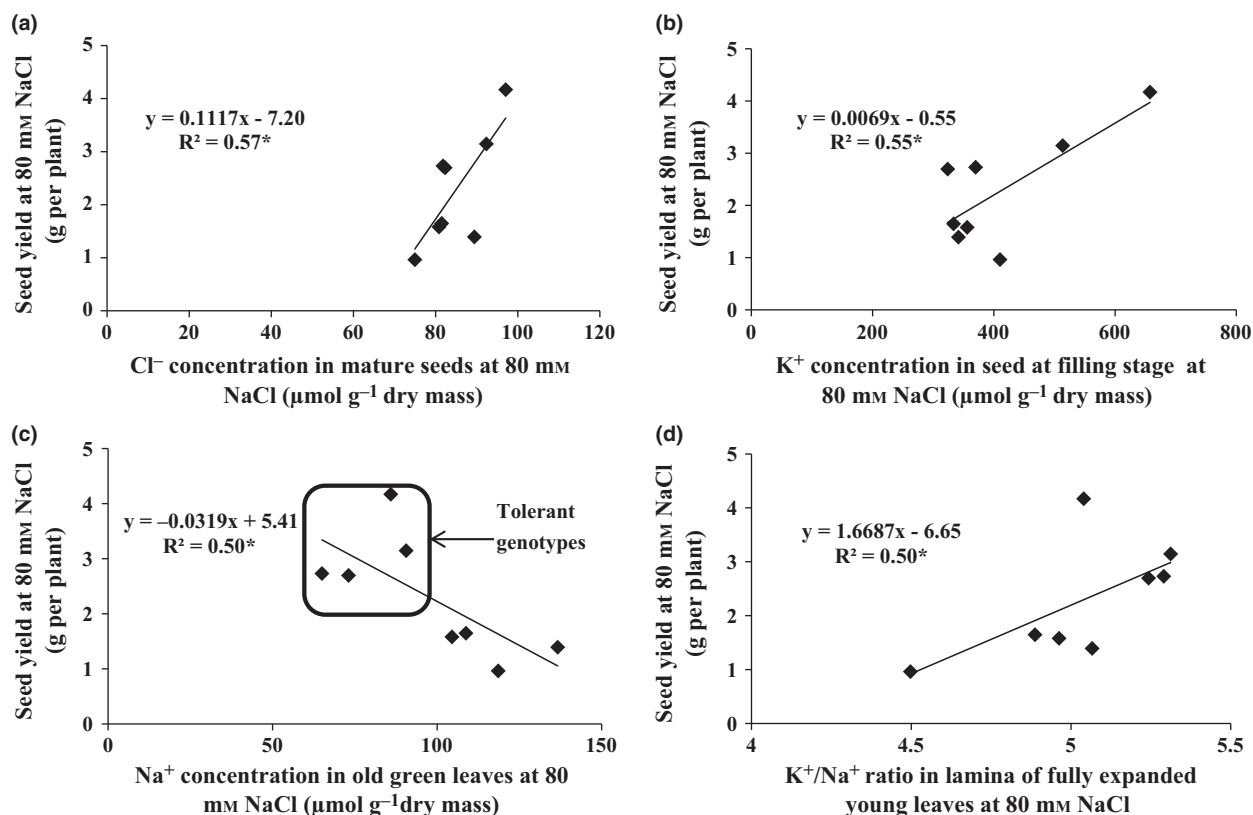 (a)
Seed yield at 80 mM NaCl
(g per plant)
5
4
3
2
1
0
y = 0.1117x - 7.20
R² = 0.57*
0 20 40 60 80 100 120
Cl⁻ concentration in mature seeds at 80 mM
NaCl (µmol g⁻¹ dry mass)
(b)
Seed yield at 80 mM NaCl
(g per plant)
5
4
3
2
1
0
y = 0.0069x - 0.55
R² = 0.55*
0 200 400 600 800
K⁺ concentration in seed at filling stage at
80 mM NaCl (µmol g⁻¹ dry mass)
(c)
Seed yield at 80 mM NaCl
(g per plant)
5
4
3
2
1
0
y = –0.0319x + 5.41
R² = 0.50*
Tolerant
genotypes
0 50 100 150
Na⁺ concentration in old green leaves at 80
mM NaCl (µmol g⁻¹dry mass)
(d)
Seed yield at 80 mM NaCl
(g per plant)
5
4
3
2
1
0
y = 1.6687x - 6.65
R² = 0.50*
4 4.5 5 5.5
K⁺/Na⁺ ratio in lamina of fully expanded
young leaves at 80 mM NaCl